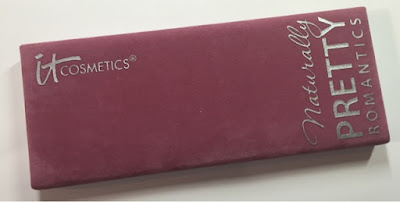 it COSMETICS®
Naturally
PRETTY
ROMANTICS